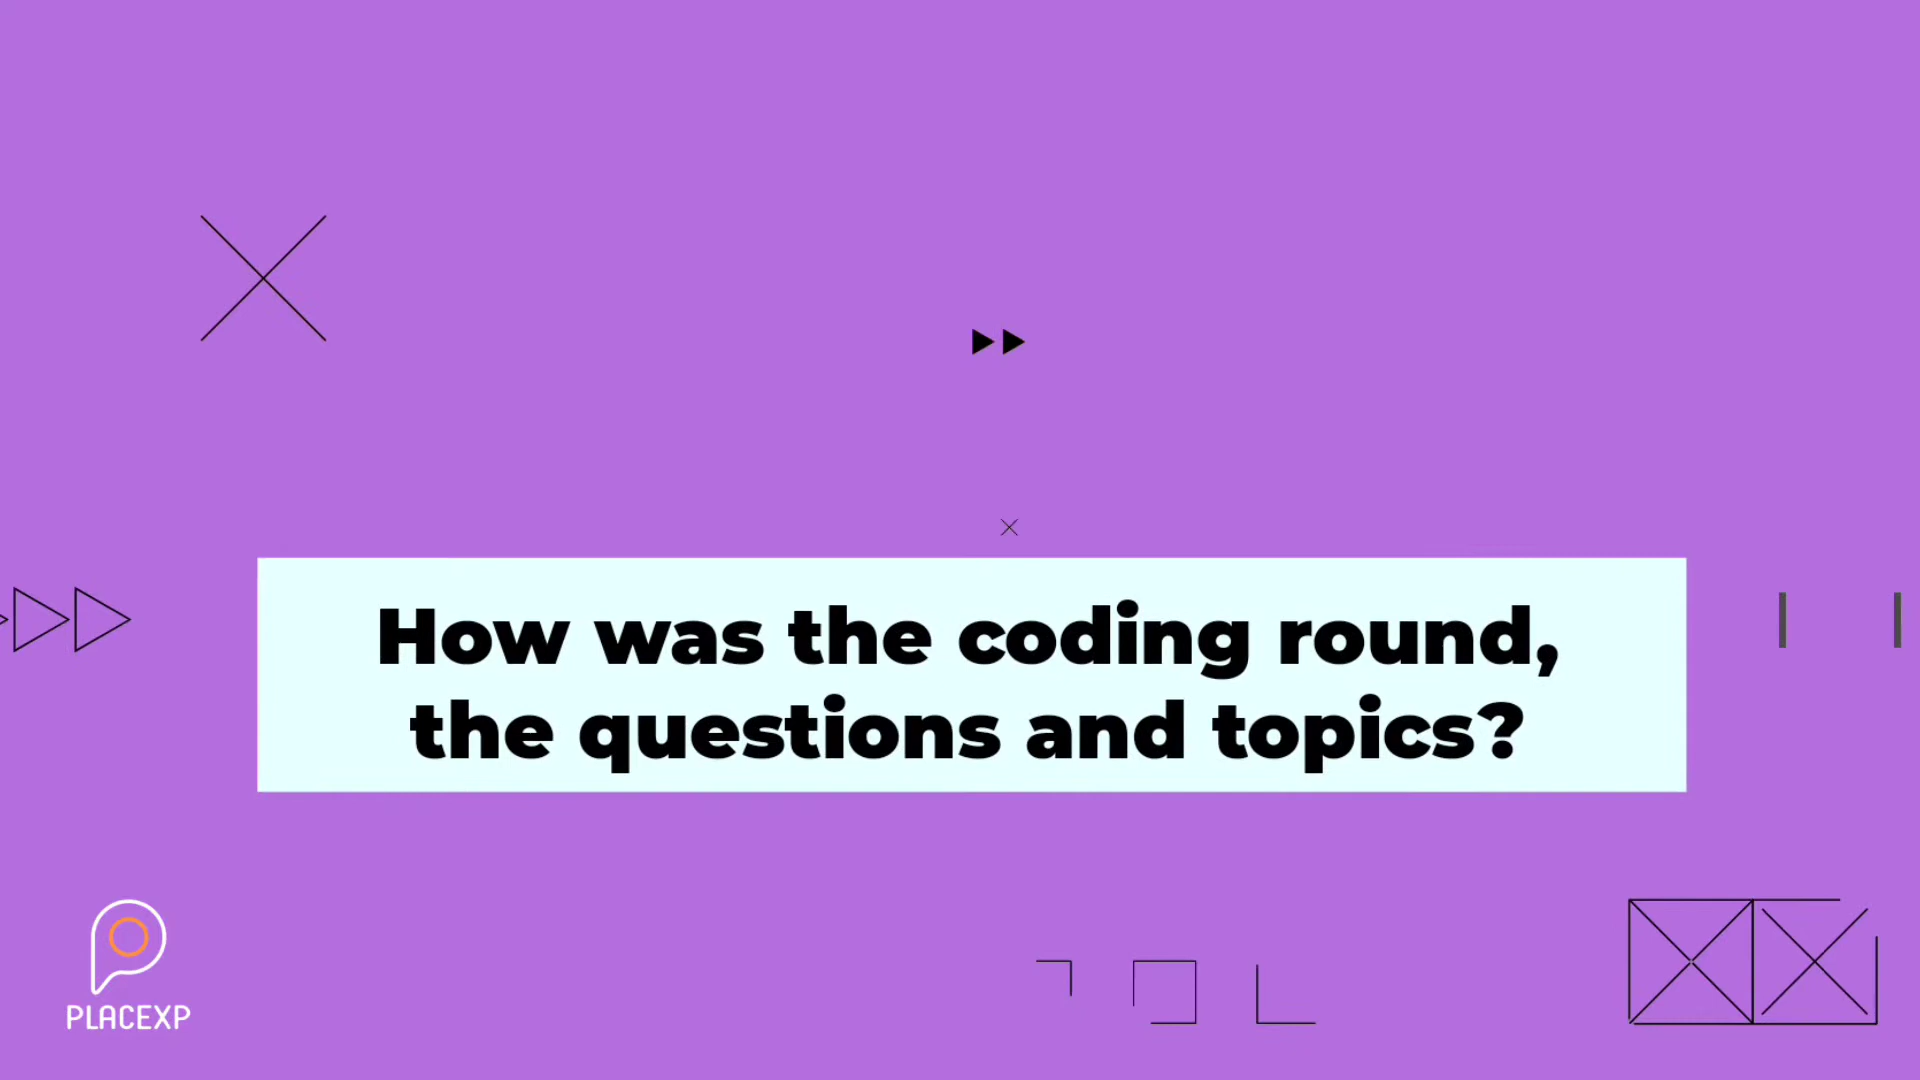 How was the coding round,
the questions and topics?
PLACEXP